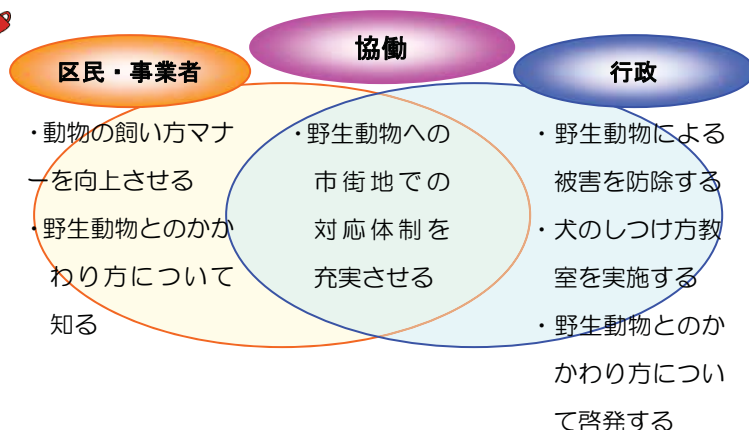 協働
区民・事業者
行政
・動物の飼い方マナ
ーを向上させる
・野生動物とのかか
わり方について
知る
・野生動物への
市街地での
対応体制を
充実させる
・野生動物による
被害を防除する
・犬のしつけ方教
室を実施する
・野生動物とのか
かわり方につい
て啓発する